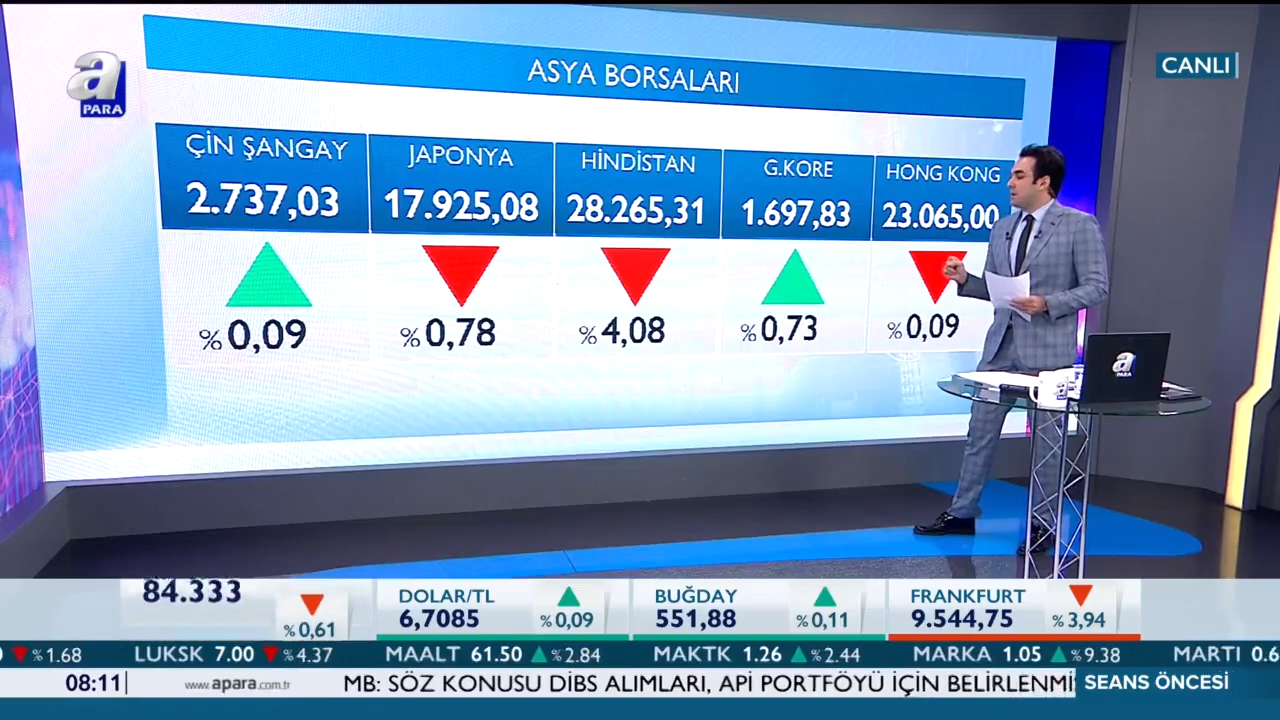 a
PARA
CANLI
ASYA BORSALARI
ÇİN ŞANGAY
2.737,03
%0,09
JAPONYA
17.925,08
%0,78
HİNDİSTAN
28.265,31
%4,08
G.KORE
1.697,83
%0,73
HONG KONG
23.065,00
%0,09
a
PARA
84.333
%0,61
DOLAR/TL
6,7085
%0,09
BUĞDAY
551,88
%0,11
FRANKFURT
9.544,75
%3,94
%1.68 LUKSK 7.00 %4.37 MAALT 61.50 %2.84 MAKTK 1.26 %2.44 MARKA 1.05 %9.38 MARTI 0.6
08:11 www.apara.com.tr MB: SÖZ KONUSU DİBS ALIMLARI, APİ PORTFÖYÜ İÇİN BELİRLENMİ SEANS ÖNCESİ